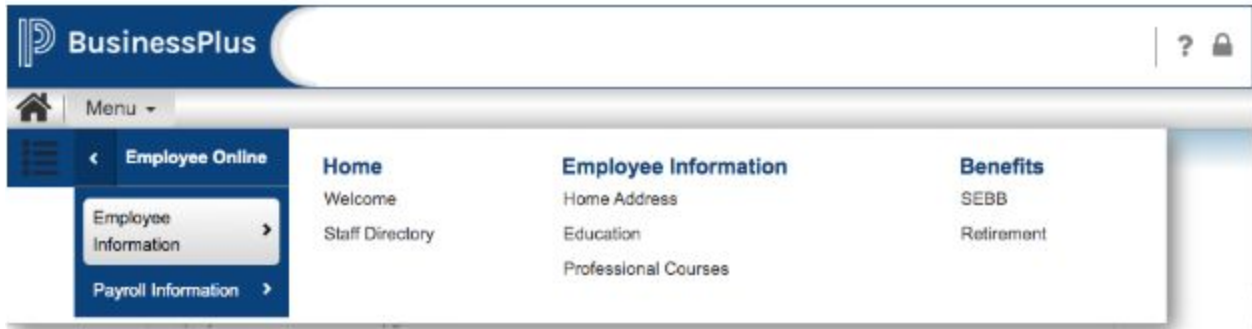 BusinessPlus
?
Menu
Employee Online
Employee
Information
Payroll Information
Home
Welcome
Staff Directory
Employee Information
Home Address
Education
Professional Courses
Benefits
SEBB
Retirement